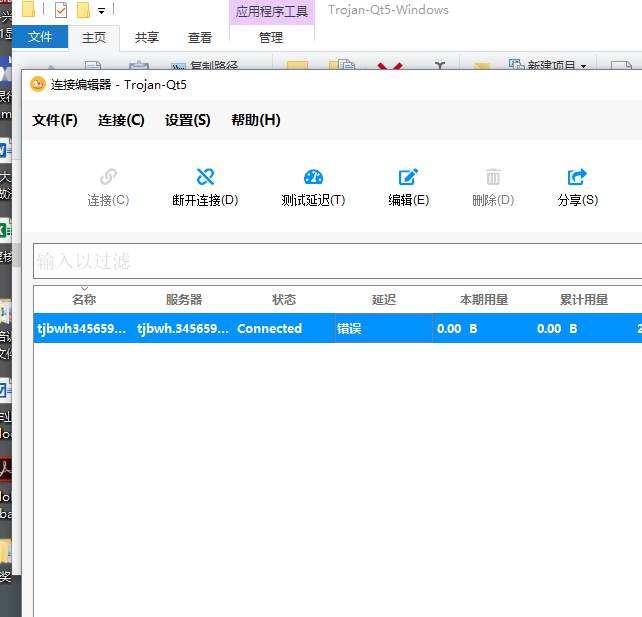 应用程序工具 Trojan-Qt5-Windows
文件 主页 共享 查看 管理
复制路径 新建项目
连接编辑器 - Trojan-Qt5
文件(F) 连接(C) 设置(S) 帮助(H)
连接(C) 断开连接(D) 测试延迟(T) 编辑(E) 删除(D) 分享(S)
输入以过滤
名称 服务器 状态 延迟 本期用量 累计用量
tjbwh345659... tjbwh.345659... Connected 错误 0.00 B 0.00 B 2